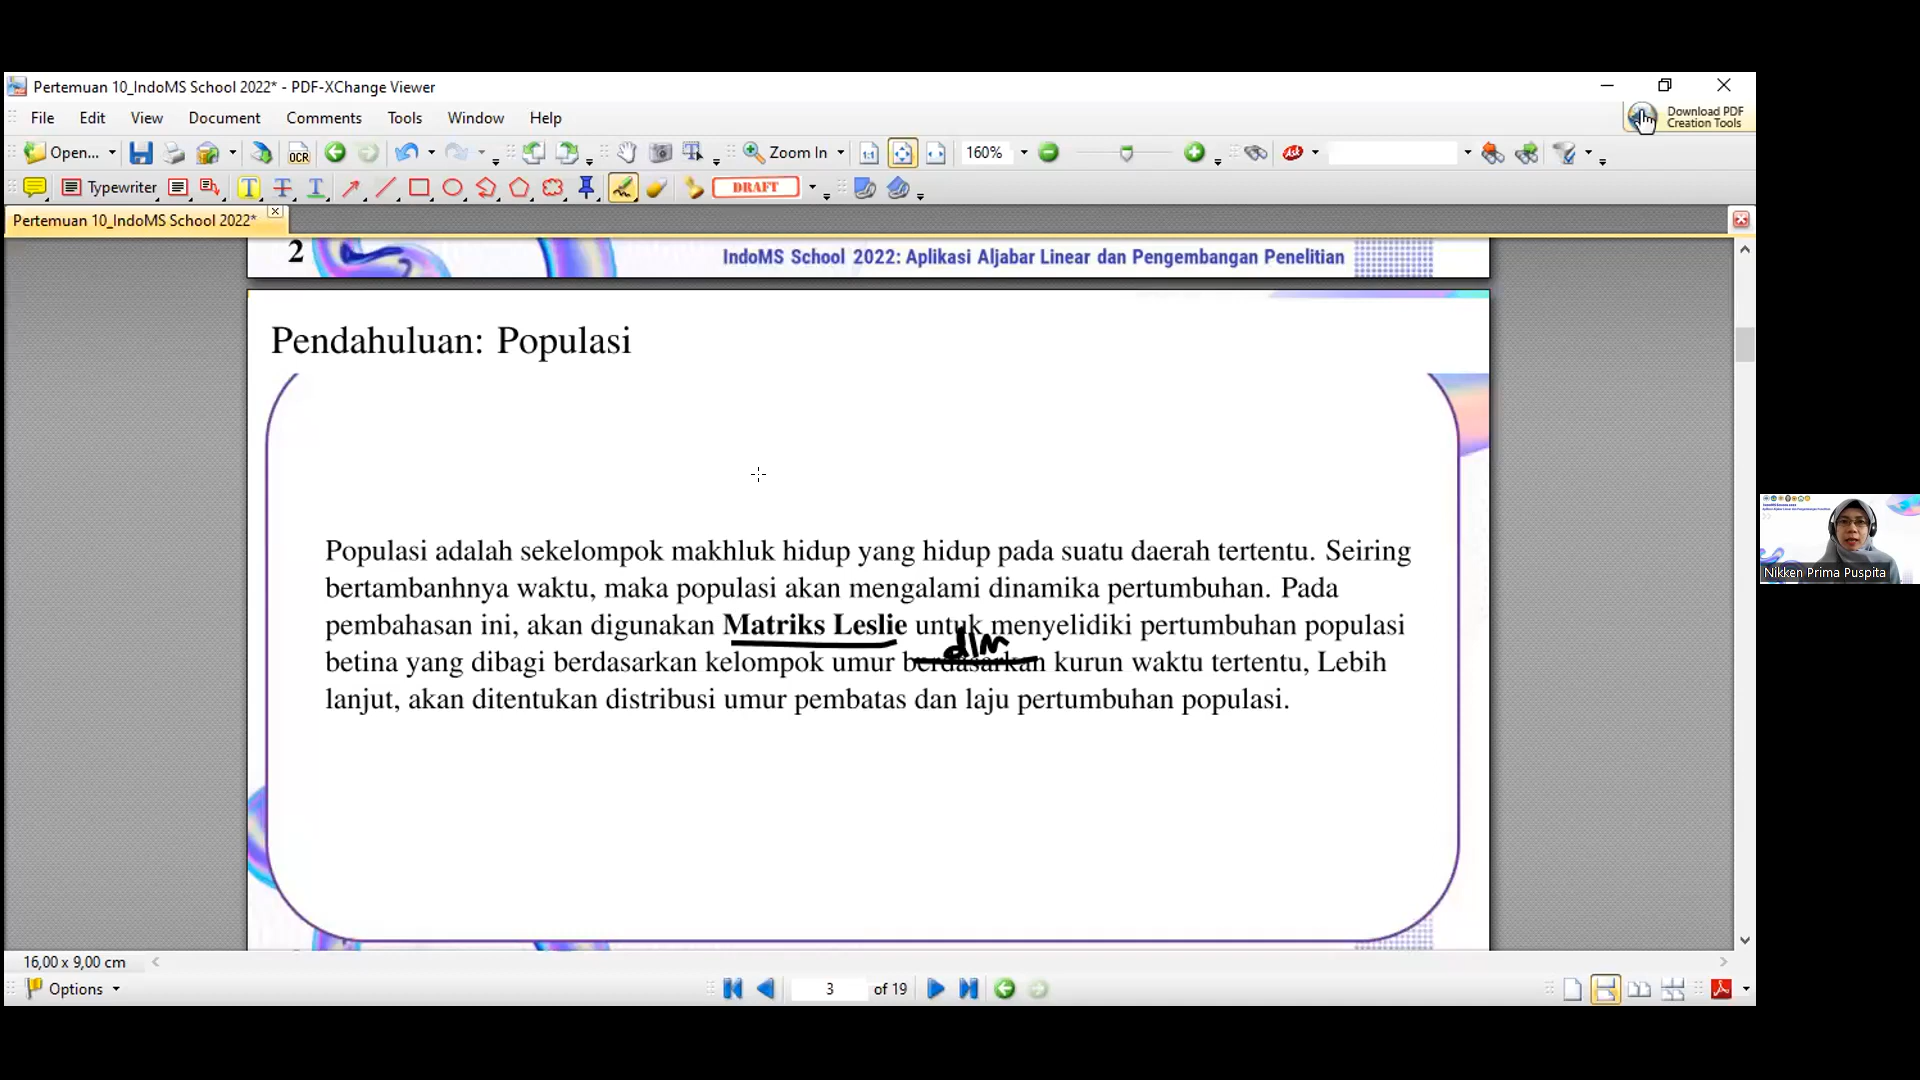 Pertemuan 10_IndoMS School 2022* - PDF-XChange Viewer
File Edit View Document Comments Tools Window Help
Download PDF
Creation Tools
Open... OCR Zoom In 1:1 160% Ask
Typewriter T T T DRAFT
Pertemuan 10_IndoMS School 2022*
2 IndoMS School 2022: Aplikasi Aljabar Linear dan Pengembangan Penelitian
Pendahuluan: Populasi
Populasi adalah sekelompok makhluk hidup yang hidup pada suatu daerah tertentu. Seiring
bertambanhnya waktu, maka populasi akan mengalami dinamika pertumbuhan. Pada
pembahasan ini, akan digunakan Matriks Leslie untuk menyelidiki pertumbuhan populasi
dlm
betina yang dibagi berdasarkan kelompok umur berdasarkan kurun waktu tertentu, Lebih
lanjut, akan ditentukan distribusi umur pembatas dan laju pertumbuhan populasi.
Nikken Prima Puspita
16,00 x 9,00 cm
Options 3 of 19